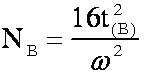 N_B = 16t²_(B) / ω²